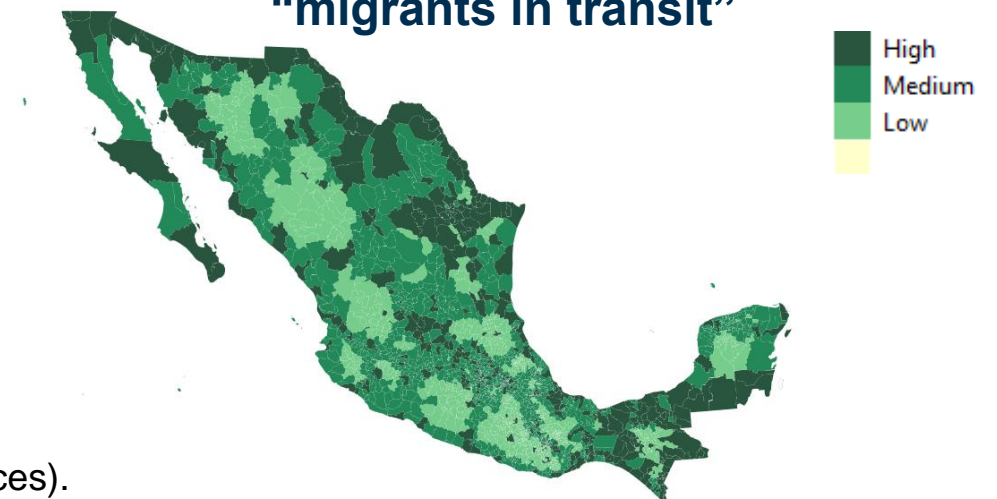 “migrants in transit”
High
Medium
Low
ces).